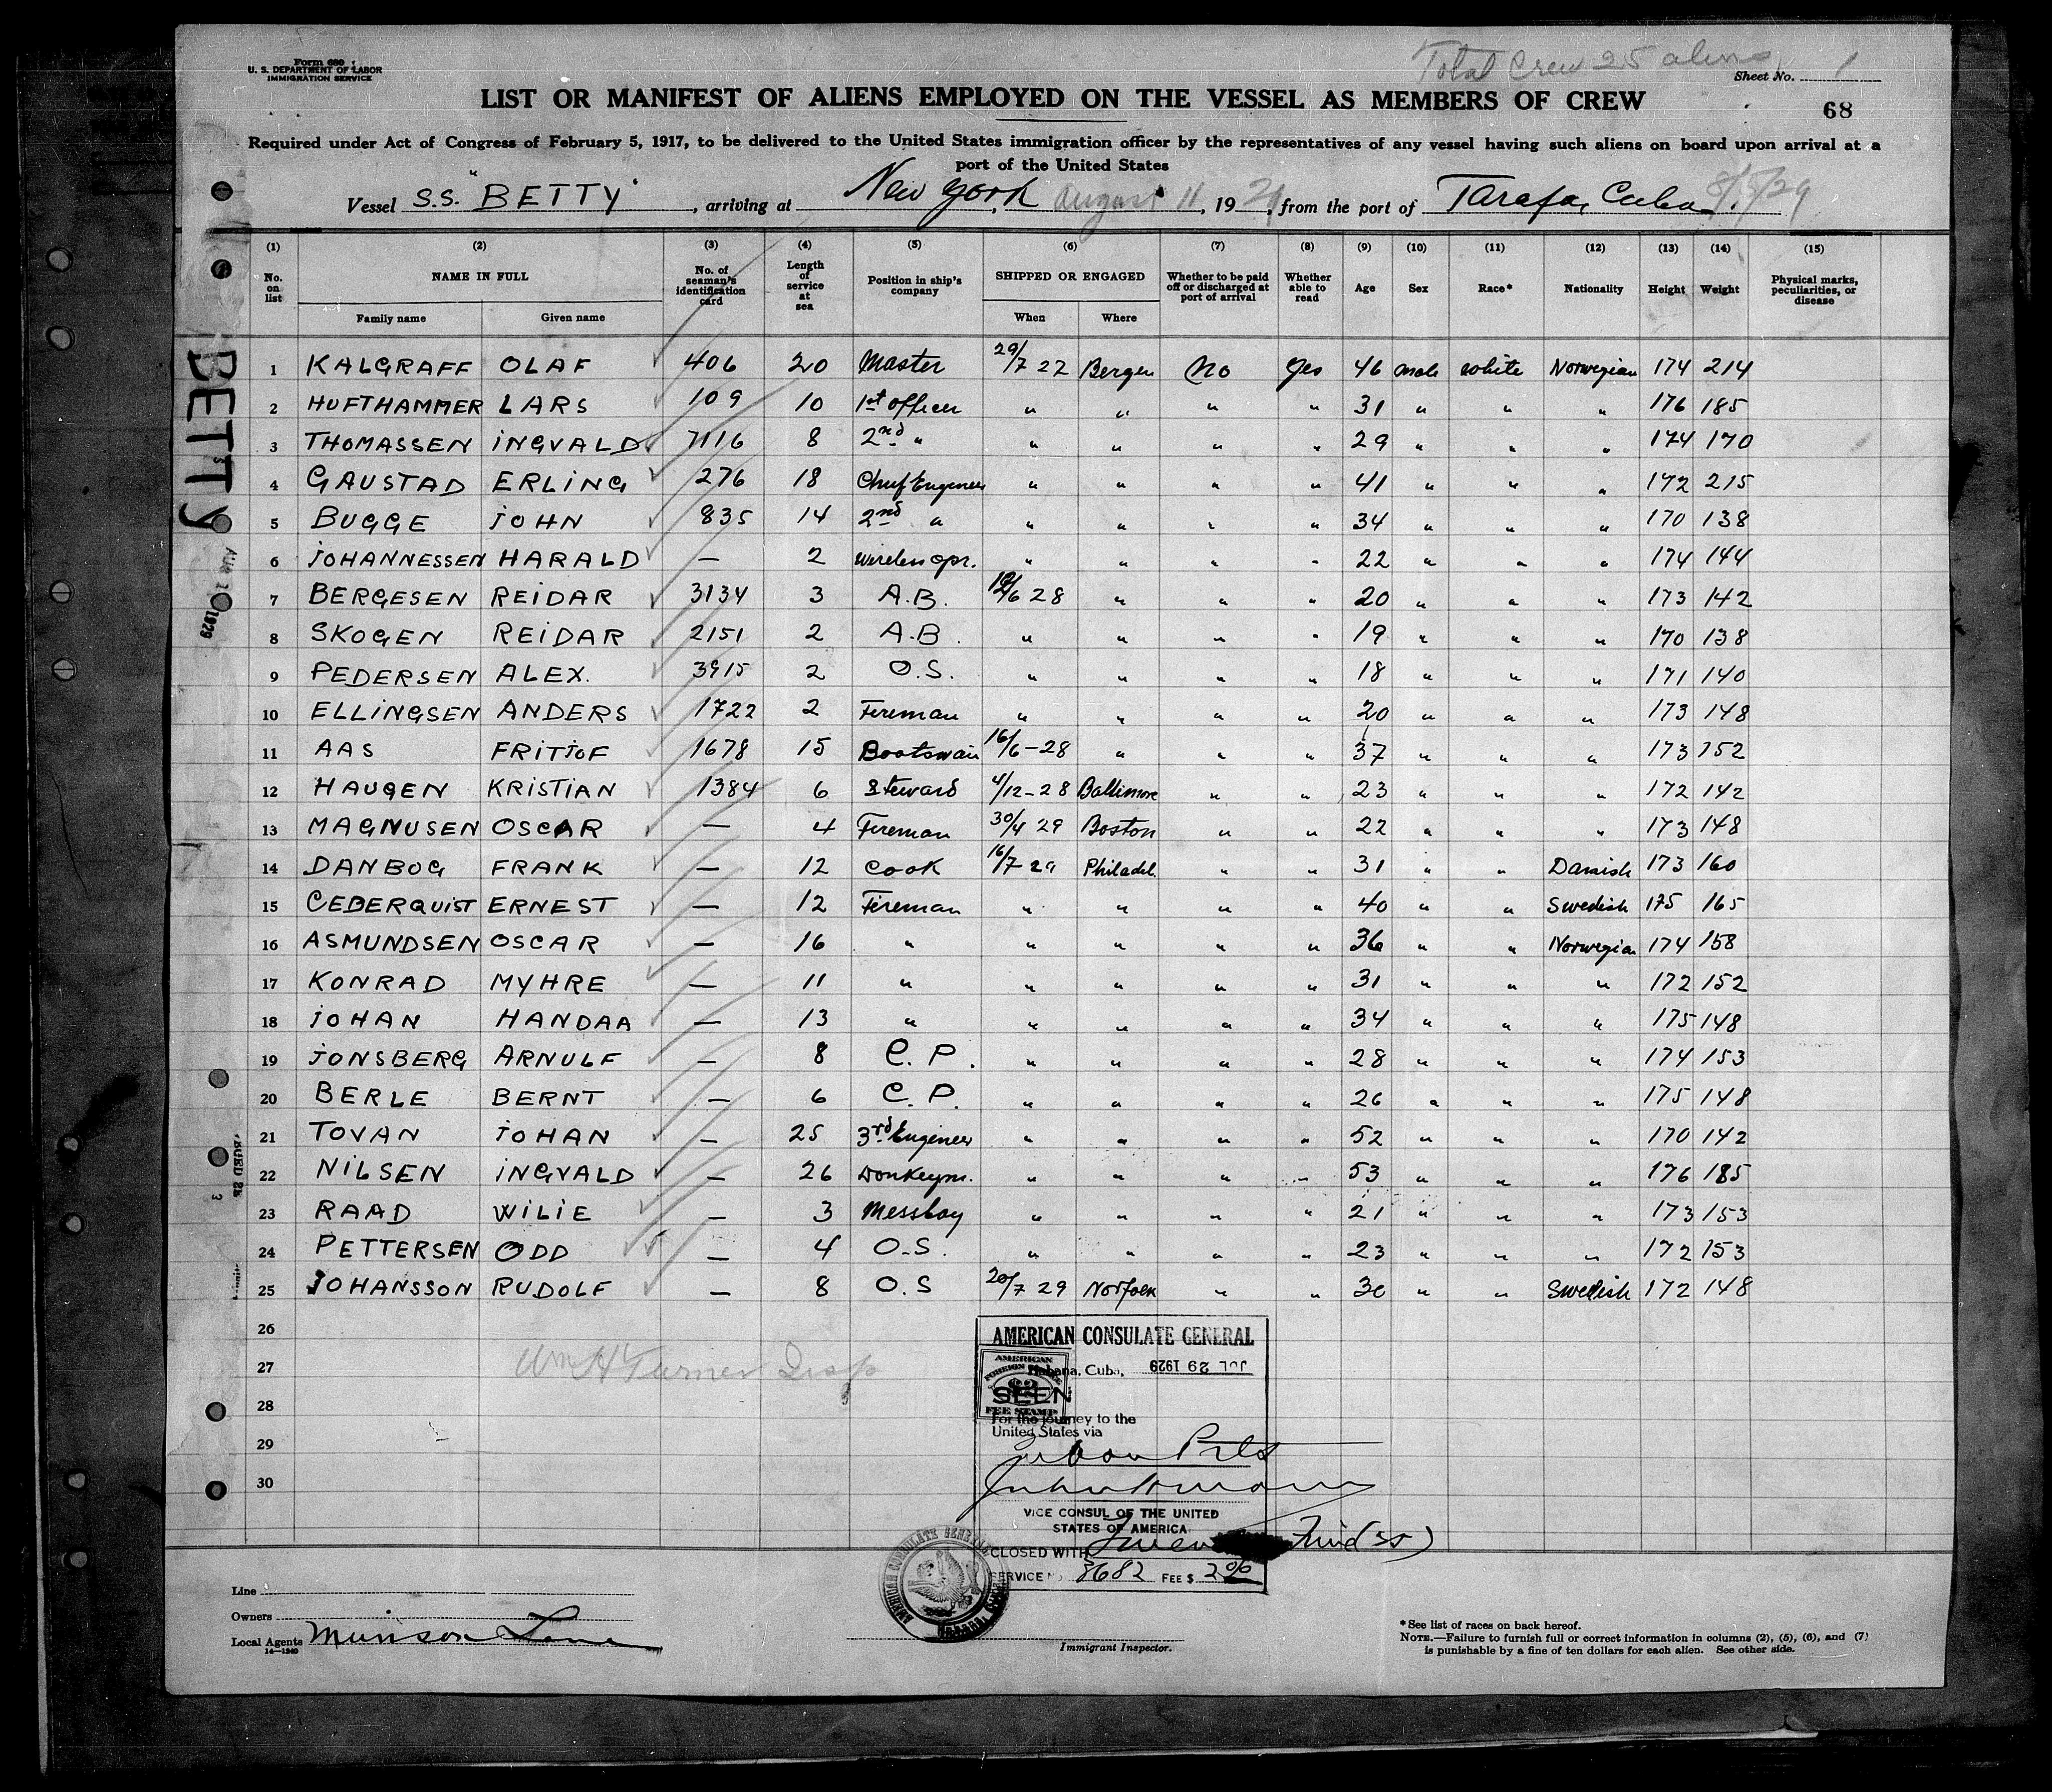 Form 680
U. S. DEPARTMENT OF LABOR
IMMIGRATION SERVICE
Total Crew 25 aliens
Sheet No. 1
LIST OR MANIFEST OF ALIENS EMPLOYED ON THE VESSEL AS MEMBERS OF CREW
68
Required under Act of Congress of February 5, 1917, to be delivered to the United States immigration officer by the representatives of any vessel having such aliens on board upon arrival at a
port of the United States
Vessel S.S. "BETTY", arriving at New York, August 11, 1929, from the port of Tarafa, Cuba
(1) (2) (3) (4) (5) (6) (7) (8) (9) (10) (11) (12) (13) (14) (15)
No. on list NAME IN FULL No. of seaman's identification card Length of service at sea Position in ship's company SHIPPED OR ENGAGED Whether to be paid off or discharged at port of arrival Whether able to read Age Sex Race* Nationality Height Weight Physical marks, peculiarities, or disease
Family name Given name When Where
BETTY
1 KALGRAFF OLAF 406 20 Master 29/7 27 Bergen No Yes 46 male white Norwegian 174 214
2 HUFTHAMMER LARS 109 10 1st officer " " " " 31 " " " 176 185
3 THOMASSEN INGVALD 7116 8 2nd " " " " " 29 " " " 174 170
4 GAUSTAD ERLING 276 18 Chief Engineer " " " " 41 " " " 172 215
5 BUGGE JOHN 835 14 2nd " " " " " 34 " " " 170 138
6 JOHANNESSEN HARALD — 2 wireless opr. " " " " 22 " " " 174 144
7 BERGESEN REIDAR 3134 3 A.B. /6 28 " " " 20 " " " 173 142
8 SKOGEN REIDAR 2151 2 A.B. " " " " 19 " " " 170 138
9 PEDERSEN ALEX. 3915 2 O.S. " " " " 18 " " " 171 140
10 ELLINGSEN ANDERS 1722 2 Fireman " " " " 20 " " " 173 148
11 AAS FRITJOF 1678 15 Bootswain 16/6-28 " " " 37 " " " 173 152
12 HAUGEN KRISTIAN 1384 6 Steward 4/12-28 Baltimore " " 23 " " " 172 142
13 MAGNUSEN OSCAR — 4 Fireman 30/4 29 Boston " " 22 " " " 173 148
14 DANBOG FRANK — 12 Cook 16/7 29 Philadel. " " 31 " " Danish 173 160
15 CEDERQUIST ERNEST — 12 Fireman " " " " 40 " " Swedish 175 165
16 ASMUNDSEN OSCAR — 16 " " " " " 36 " " Norwegian 174 158
17 KONRAD MYHRE — 11 " " " " " 31 " " " 172 152
18 JOHAN HANDAA — 13 " " " " " 34 " " " 175 148
19 JONSBERG ARNULF — 8 C. P. " " " " 28 " " " 174 153
20 BERLE BERNT — 6 C. P. " " " " 26 " " " 175 148
21 TOVAN JOHAN — 25 3rd Engineer " " " " 52 " " " 170 142
22 NILSEN INGVALD — 26 Donkeym. " " " " 53 " " " 176 185
23 RAAD WILIE — 3 Messboy " " " " 21 " " " 173 153
24 PETTERSEN ODD — 4 O.S. " " " " 23 " " " 172 153
25 JOHANSSON RUDOLF — 8 O.S 20/7 29 Norfolk " " 30 " " Swedish 172 148
26
27 Wm H Turner Insp
28
29
30
AMERICAN CONSULATE GENERAL
Habana, Cuba, JUL 29 1929
AMERICAN FOREIGN SERVICE $2 FEE STAMP
SEEN
For the journey to the
United States via
VICE CONSUL OF THE UNITED
STATES OF AMERICA
CLOSED WITH
SERVICE No. 8682 FEE $ 2.00
AMERICAN CONSULATE GENERAL
Line
Owners
Local Agents Munson Line
14—1240
Immigrant Inspector.
*See list of races on back hereof.
NOTE.—Failure to furnish full or correct information in columns (2), (5), (6), and (7)
is punishable by a fine of ten dollars for each alien. See other side.